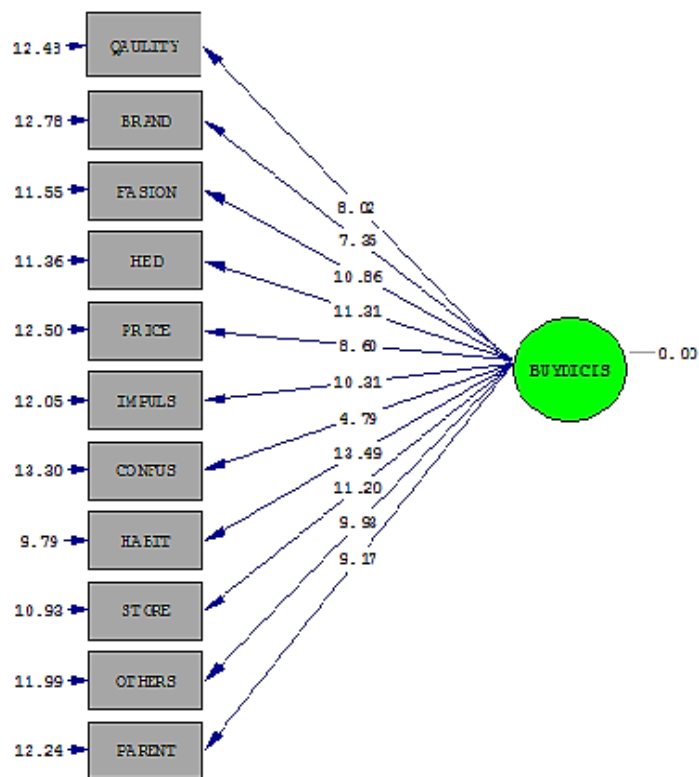 12.43 QAULITY
8.02
12.78 BRAND
7.35
11.55 FASION
10.86
11.36 HED
11.31
12.50 PRICE
8.60
BUYDICIS 0.00
12.05 IMPULS
10.31
13.30 CONFUS
4.79
9.79 HABIT
13.49
10.93 STORE
11.20
11.99 OTHERS
9.98
12.24 PARENT
9.17